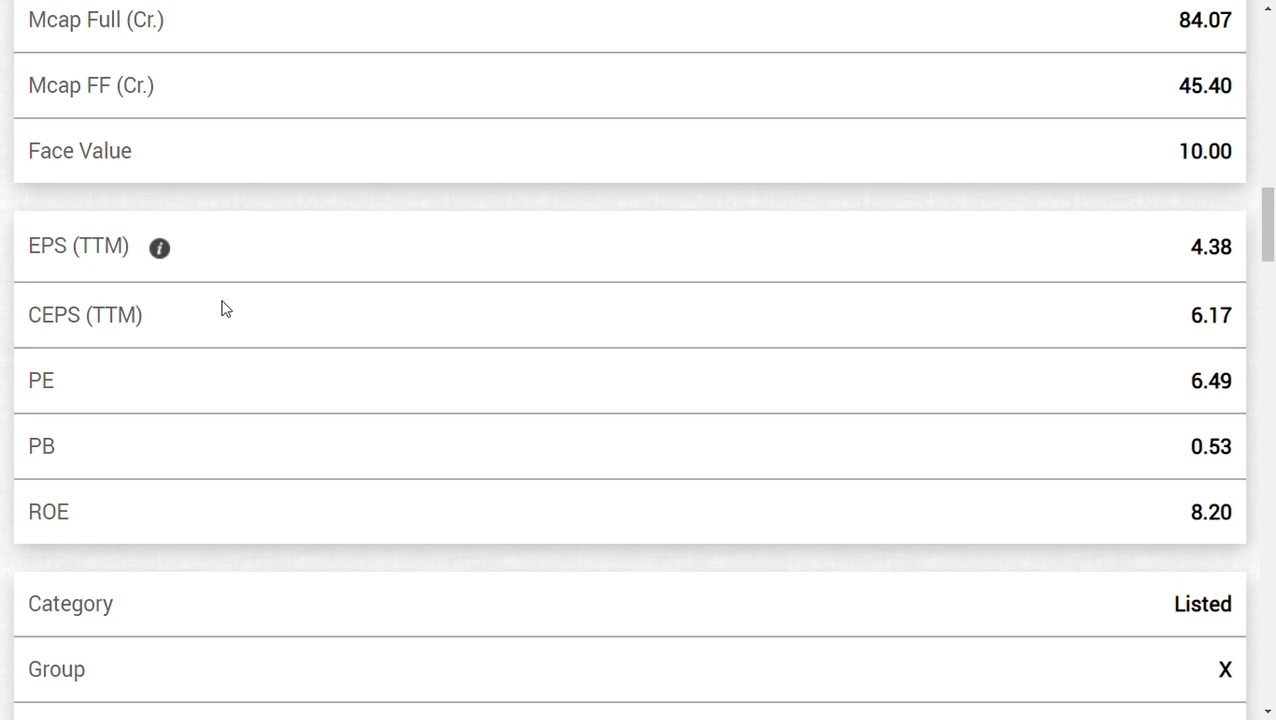 Mcap Full (Cr.) 84.07
Mcap FF (Cr.) 45.40
Face Value 10.00
EPS (TTM) i 4.38
CEPS (TTM) 6.17
PE 6.49
PB 0.53
ROE 8.20
Category Listed
Group X